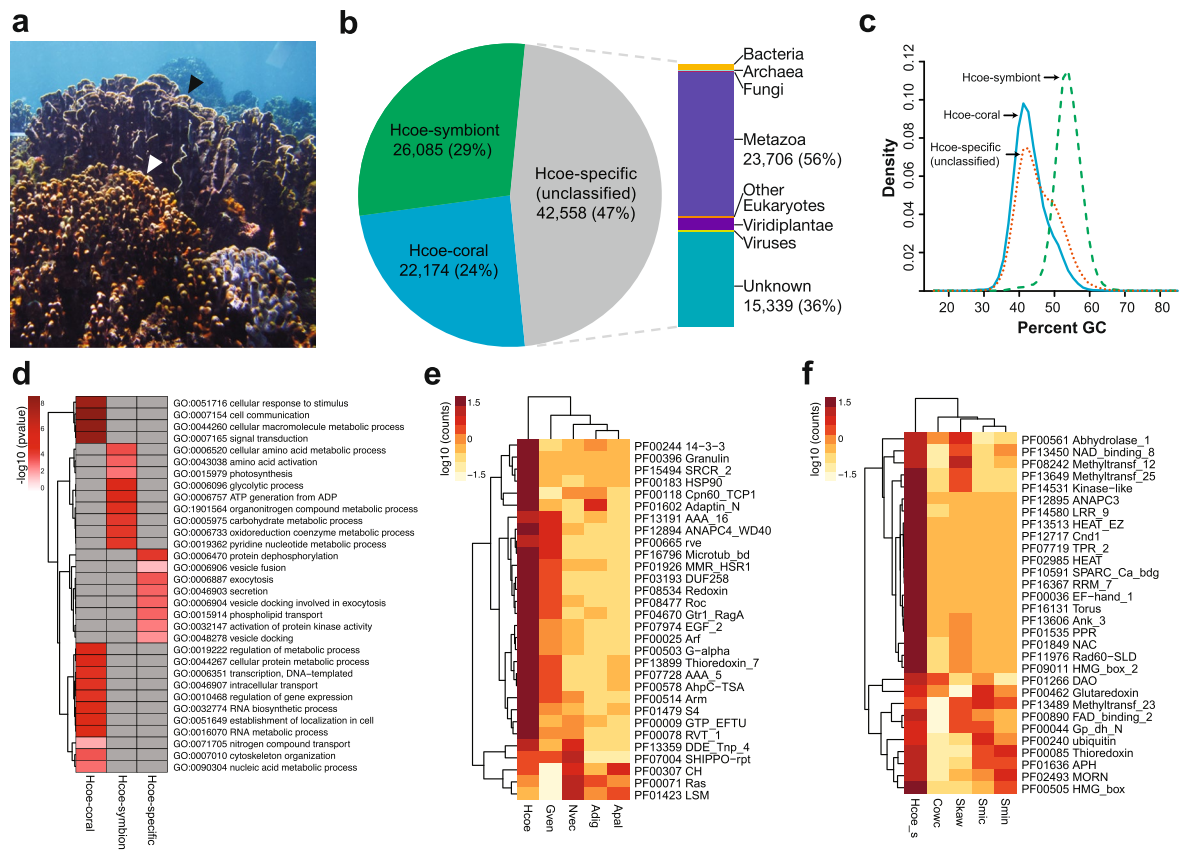 a
b
Hcoe-symbiont
26,085 (29%)
Hcoe-specific
(unclassified)
42,558 (47%)
Hcoe-coral
22,174 (24%)
Bacteria
Archaea
Fungi
Metazoa
23,706 (56%)
Other
Eukaryotes
Viridiplantae
Viruses
Unknown
15,339 (36%)
c
Density
0.12
0.10
0.08
0.06
0.04
0.02
Hcoe-symbiont
Hcoe-coral
Hcoe-specific
(unclassified)
20 30 40 50 60 70 80
Percent GC
d
-log10 (pvalue)
8
6
4
2
0
GO:0051716 cellular response to stimulus
GO:0007154 cell communication
GO:0044260 cellular macromolecule metabolic process
GO:0007165 signal transduction
GO:0006520 cellular amino acid metabolic process
GO:0043038 amino acid activation
GO:0015979 photosynthesis
GO:0006096 glycolytic process
GO:0006757 ATP generation from ADP
GO:1901564 organonitrogen compound metabolic process
GO:0005975 carbohydrate metabolic process
GO:0006733 oxidoreduction coenzyme metabolic process
GO:0019362 pyridine nucleotide metabolic process
GO:0006470 protein dephosphorylation
GO:0006906 vesicle fusion
GO:0006887 exocytosis
GO:0046903 secretion
GO:0006904 vesicle docking involved in exocytosis
GO:0015914 phospholipid transport
GO:0032147 activation of protein kinase activity
GO:0048278 vesicle docking
GO:0019222 regulation of metabolic process
GO:0044267 cellular protein metabolic process
GO:0006351 transcription, DNA−templated
GO:0046907 intracellular transport
GO:0010468 regulation of gene expression
GO:0032774 RNA biosynthetic process
GO:0051649 establishment of localization in cell
GO:0016070 RNA metabolic process
GO:0071705 nitrogen compound transport
GO:0007010 cytoskeleton organization
GO:0090304 nucleic acid metabolic process
Hcoe-coral
Hcoe-symbion
Hcoe-specific
e
log10 (counts)
1.5
0
−1.5
PF00244 14−3−3
PF00396 Granulin
PF15494 SRCR_2
PF00183 HSP90
PF00118 Cpn60_TCP1
PF01602 Adaptin_N
PF13191 AAA_16
PF12894 ANAPC4_WD40
PF00665 rve
PF16796 Microtub_bd
PF01926 MMR_HSR1
PF03193 DUF258
PF08534 Redoxin
PF08477 Roc
PF04670 Gtr1_RagA
PF07974 EGF_2
PF00025 Arf
PF00503 G−alpha
PF13899 Thioredoxin_7
PF07728 AAA_5
PF00578 AhpC−TSA
PF00514 Arm
PF01479 S4
PF00009 GTP_EFTU
PF00078 RVT_1
PF13359 DDE_Tnp_4
PF07004 SHIPPO−rpt
PF00307 CH
PF00071 Ras
PF01423 LSM
Hcoe
Gven
Nvec
Adig
Apal
f
log10 (counts)
1.5
0
−1.5
PF00561 Abhydrolase_1
PF13450 NAD_binding_8
PF08242 Methyltransf_12
PF13649 Methyltransf_25
PF14531 Kinase−like
PF12895 ANAPC3
PF14580 LRR_9
PF13513 HEAT_EZ
PF12717 Cnd1
PF07719 TPR_2
PF02985 HEAT
PF10591 SPARC_Ca_bdg
PF16367 RRM_7
PF00036 EF−hand_1
PF16131 Torus
PF13606 Ank_3
PF01535 PPR
PF01849 NAC
PF11976 Rad60−SLD
PF09011 HMG_box_2
PF01266 DAO
PF00462 Glutaredoxin
PF13489 Methyltransf_23
PF00890 FAD_binding_2
PF00044 Gp_dh_N
PF00240 ubiquitin
PF00085 Thioredoxin
PF01636 APH
PF02493 MORN
PF00505 HMG_box
Hcoe_s
Cowc
Skaw
Smic
Smin